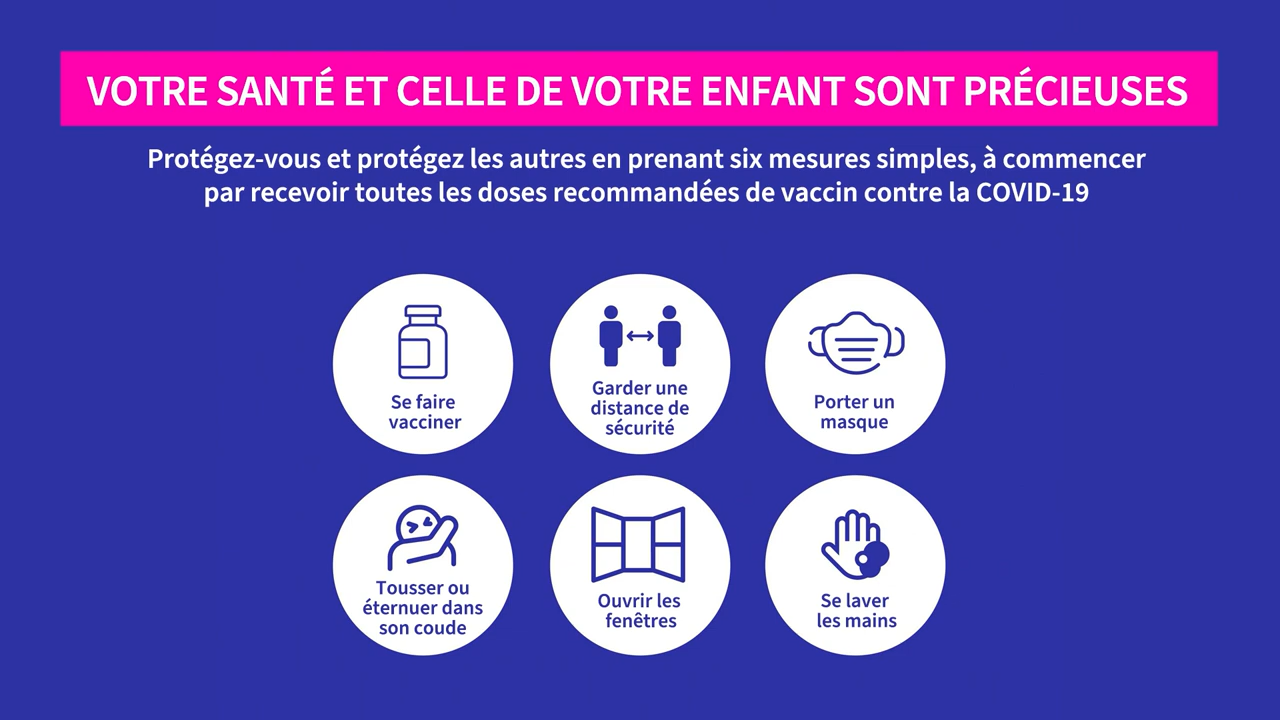 VOTRE SANTÉ ET CELLE DE VOTRE ENFANT SONT PRÉCIEUSES
Protégez-vous et protégez les autres en prenant six mesures simples, à commencer
par recevoir toutes les doses recommandées de vaccin contre la COVID-19
Se faire
vacciner
Garder une
distance de
sécurité
Porter un
masque
Tousser ou
éternuer dans
son coude
Ouvrir les
fenêtres
Se laver
les mains